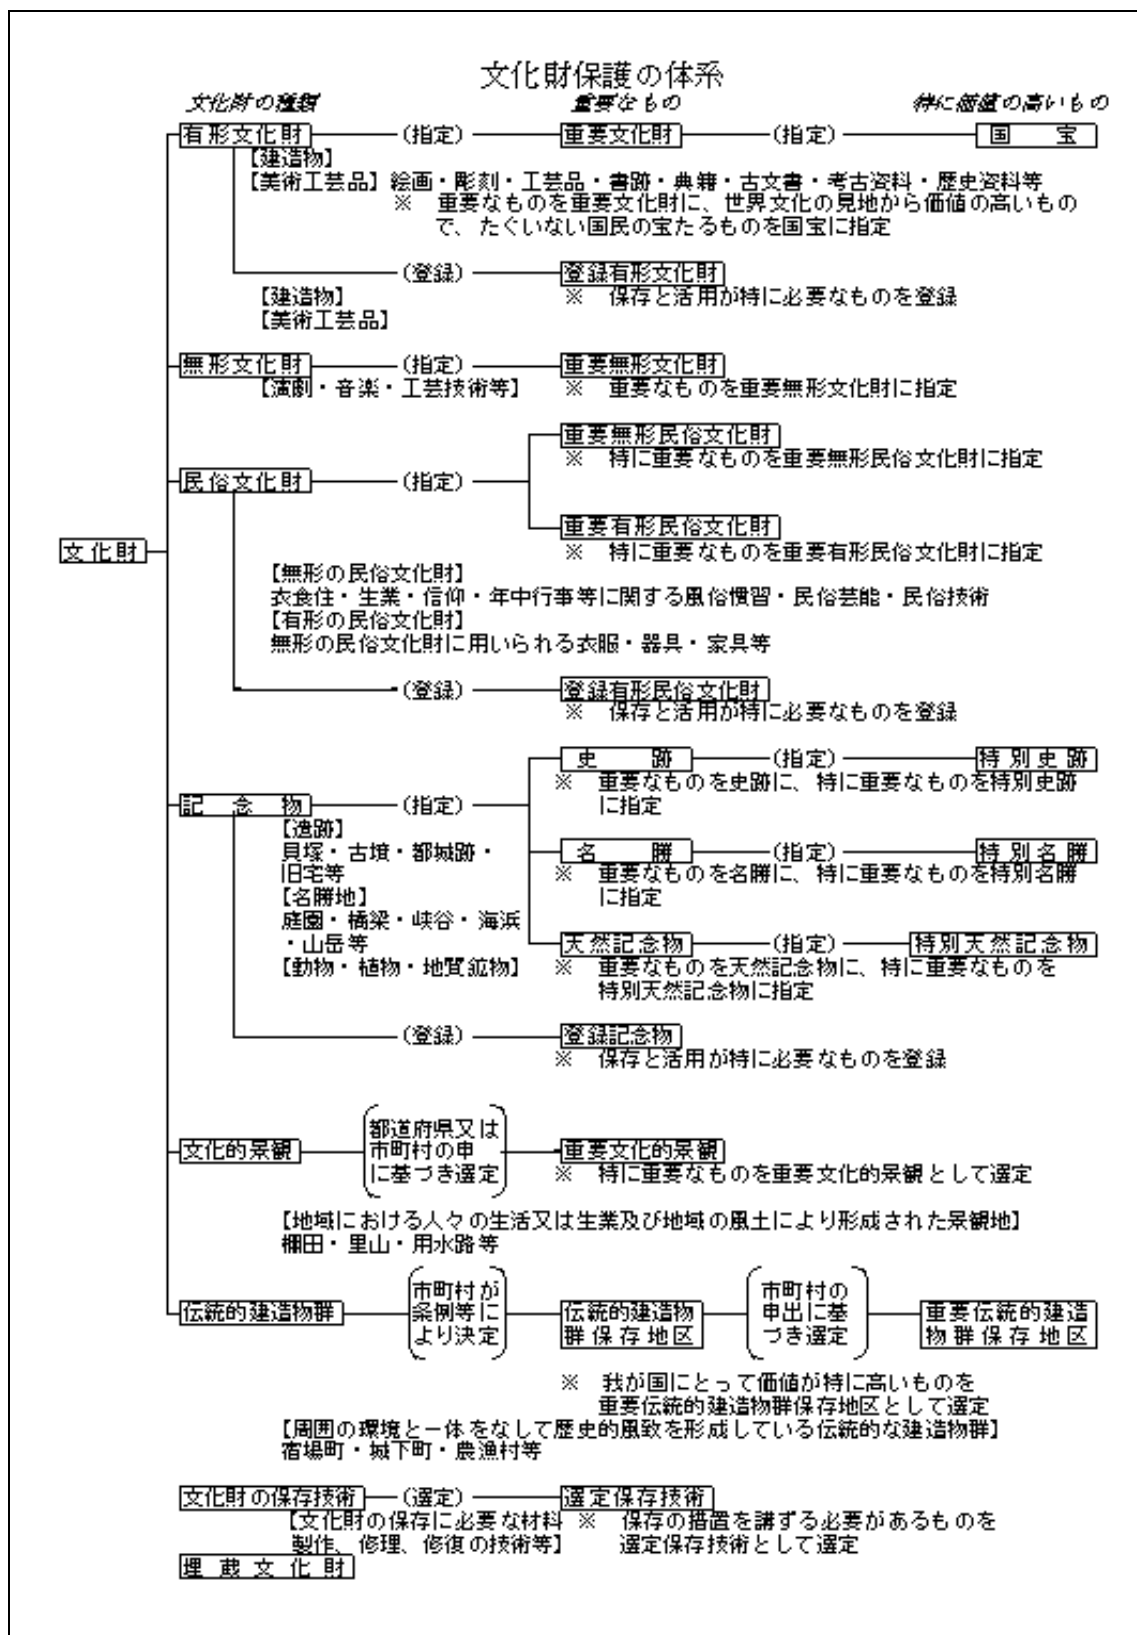 文化財保護の体系
文化財の種類 重要なもの 特に価値の高いもの
有形文化財 (指定) 重要文化財 (指定) 国宝
【建造物】
【美術工芸品】絵画・彫刻・工芸品・書跡・典籍・古文書・考古資料・歴史資料等
※ 重要なものを重要文化財に、世界文化の見地から価値の高いもの
で、たぐいない国民の宝たるものを国宝に指定
(登録) 登録有形文化財
【建造物】 ※ 保存と活用が特に必要なものを登録
【美術工芸品】
無形文化財 (指定) 重要無形文化財
【演劇・音楽・工芸技術等】 ※ 重要なものを重要無形文化財に指定
重要無形民俗文化財
※ 特に重要なものを重要無形民俗文化財に指定
民俗文化財 (指定)
重要有形民俗文化財
文化財 ※ 特に重要なものを重要有形民俗文化財に指定
【無形の民俗文化財】
衣食住・生業・信仰・年中行事等に関する風俗慣習・民俗芸能・民俗技術
【有形の民俗文化財】
無形の民俗文化財に用いられる衣服・器具・家具等
(登録) 登録有形民俗文化財
※ 保存と活用が特に必要なものを登録
史跡 (指定) 特別史跡
※ 重要なものを史跡に、特に重要なものを特別史跡
に指定
記念物 (指定)
【遺跡】
貝塚・古墳・都城跡・
旧宅等
名勝 (指定) 特別名勝
※ 重要なものを名勝に、特に重要なものを特別名勝
に指定
【名勝地】
庭園・橋梁・峡谷・海浜
・山岳等
天然記念物 (指定) 特別天然記念物
【動物・植物・地質鉱物】 ※ 重要なものを天然記念物に、特に重要なものを
特別天然記念物に指定
(登録) 登録記念物
※ 保存と活用が特に必要なものを登録
都道府県又は
市町村の申
に基づき選定
文化的景観 重要文化的景観
※ 特に重要なものを重要文化的景観として選定
【地域における人々の生活又は生業及び地域の風土により形成された景観地】
棚田・里山・用水路等
伝統的建造物群
市町村が
条例等に
より決定
伝統的建造物
群保存地区
市町村の
申出に基
づき選定
重要伝統的建造
物群保存地区
※ 我が国にとって価値が特に高いものを
重要伝統的建造物群保存地区として選定
【周囲の環境と一体をなして歴史的風致を形成している伝統的な建造物群】
宿場町・城下町・農漁村等
文化財の保存技術 (選定) 選定保存技術
【文化財の保存に必要な材料 ※ 保存の措置を講ずる必要があるものを
製作、修理、修復の技術等】 選定保存技術として選定
埋蔵文化財